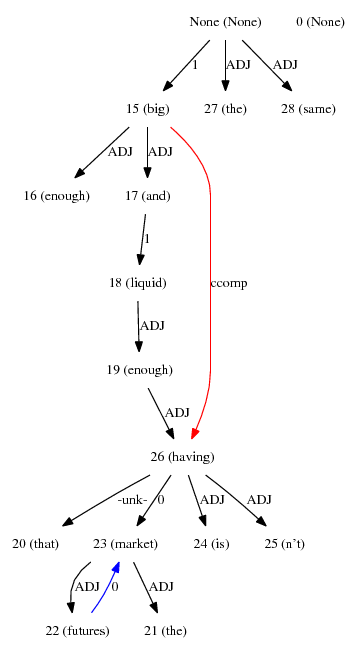 None (None) 0 (None)
1 ADJ ADJ
15 (big) 27 (the) 28 (same)
ADJ ADJ
16 (enough) 17 (and)
1
18 (liquid) ccomp
ADJ
19 (enough)
ADJ
26 (having)
-unk- 0 ADJ ADJ
20 (that) 23 (market) 24 (is) 25 (n't)
ADJ 0 ADJ
22 (futures) 21 (the)